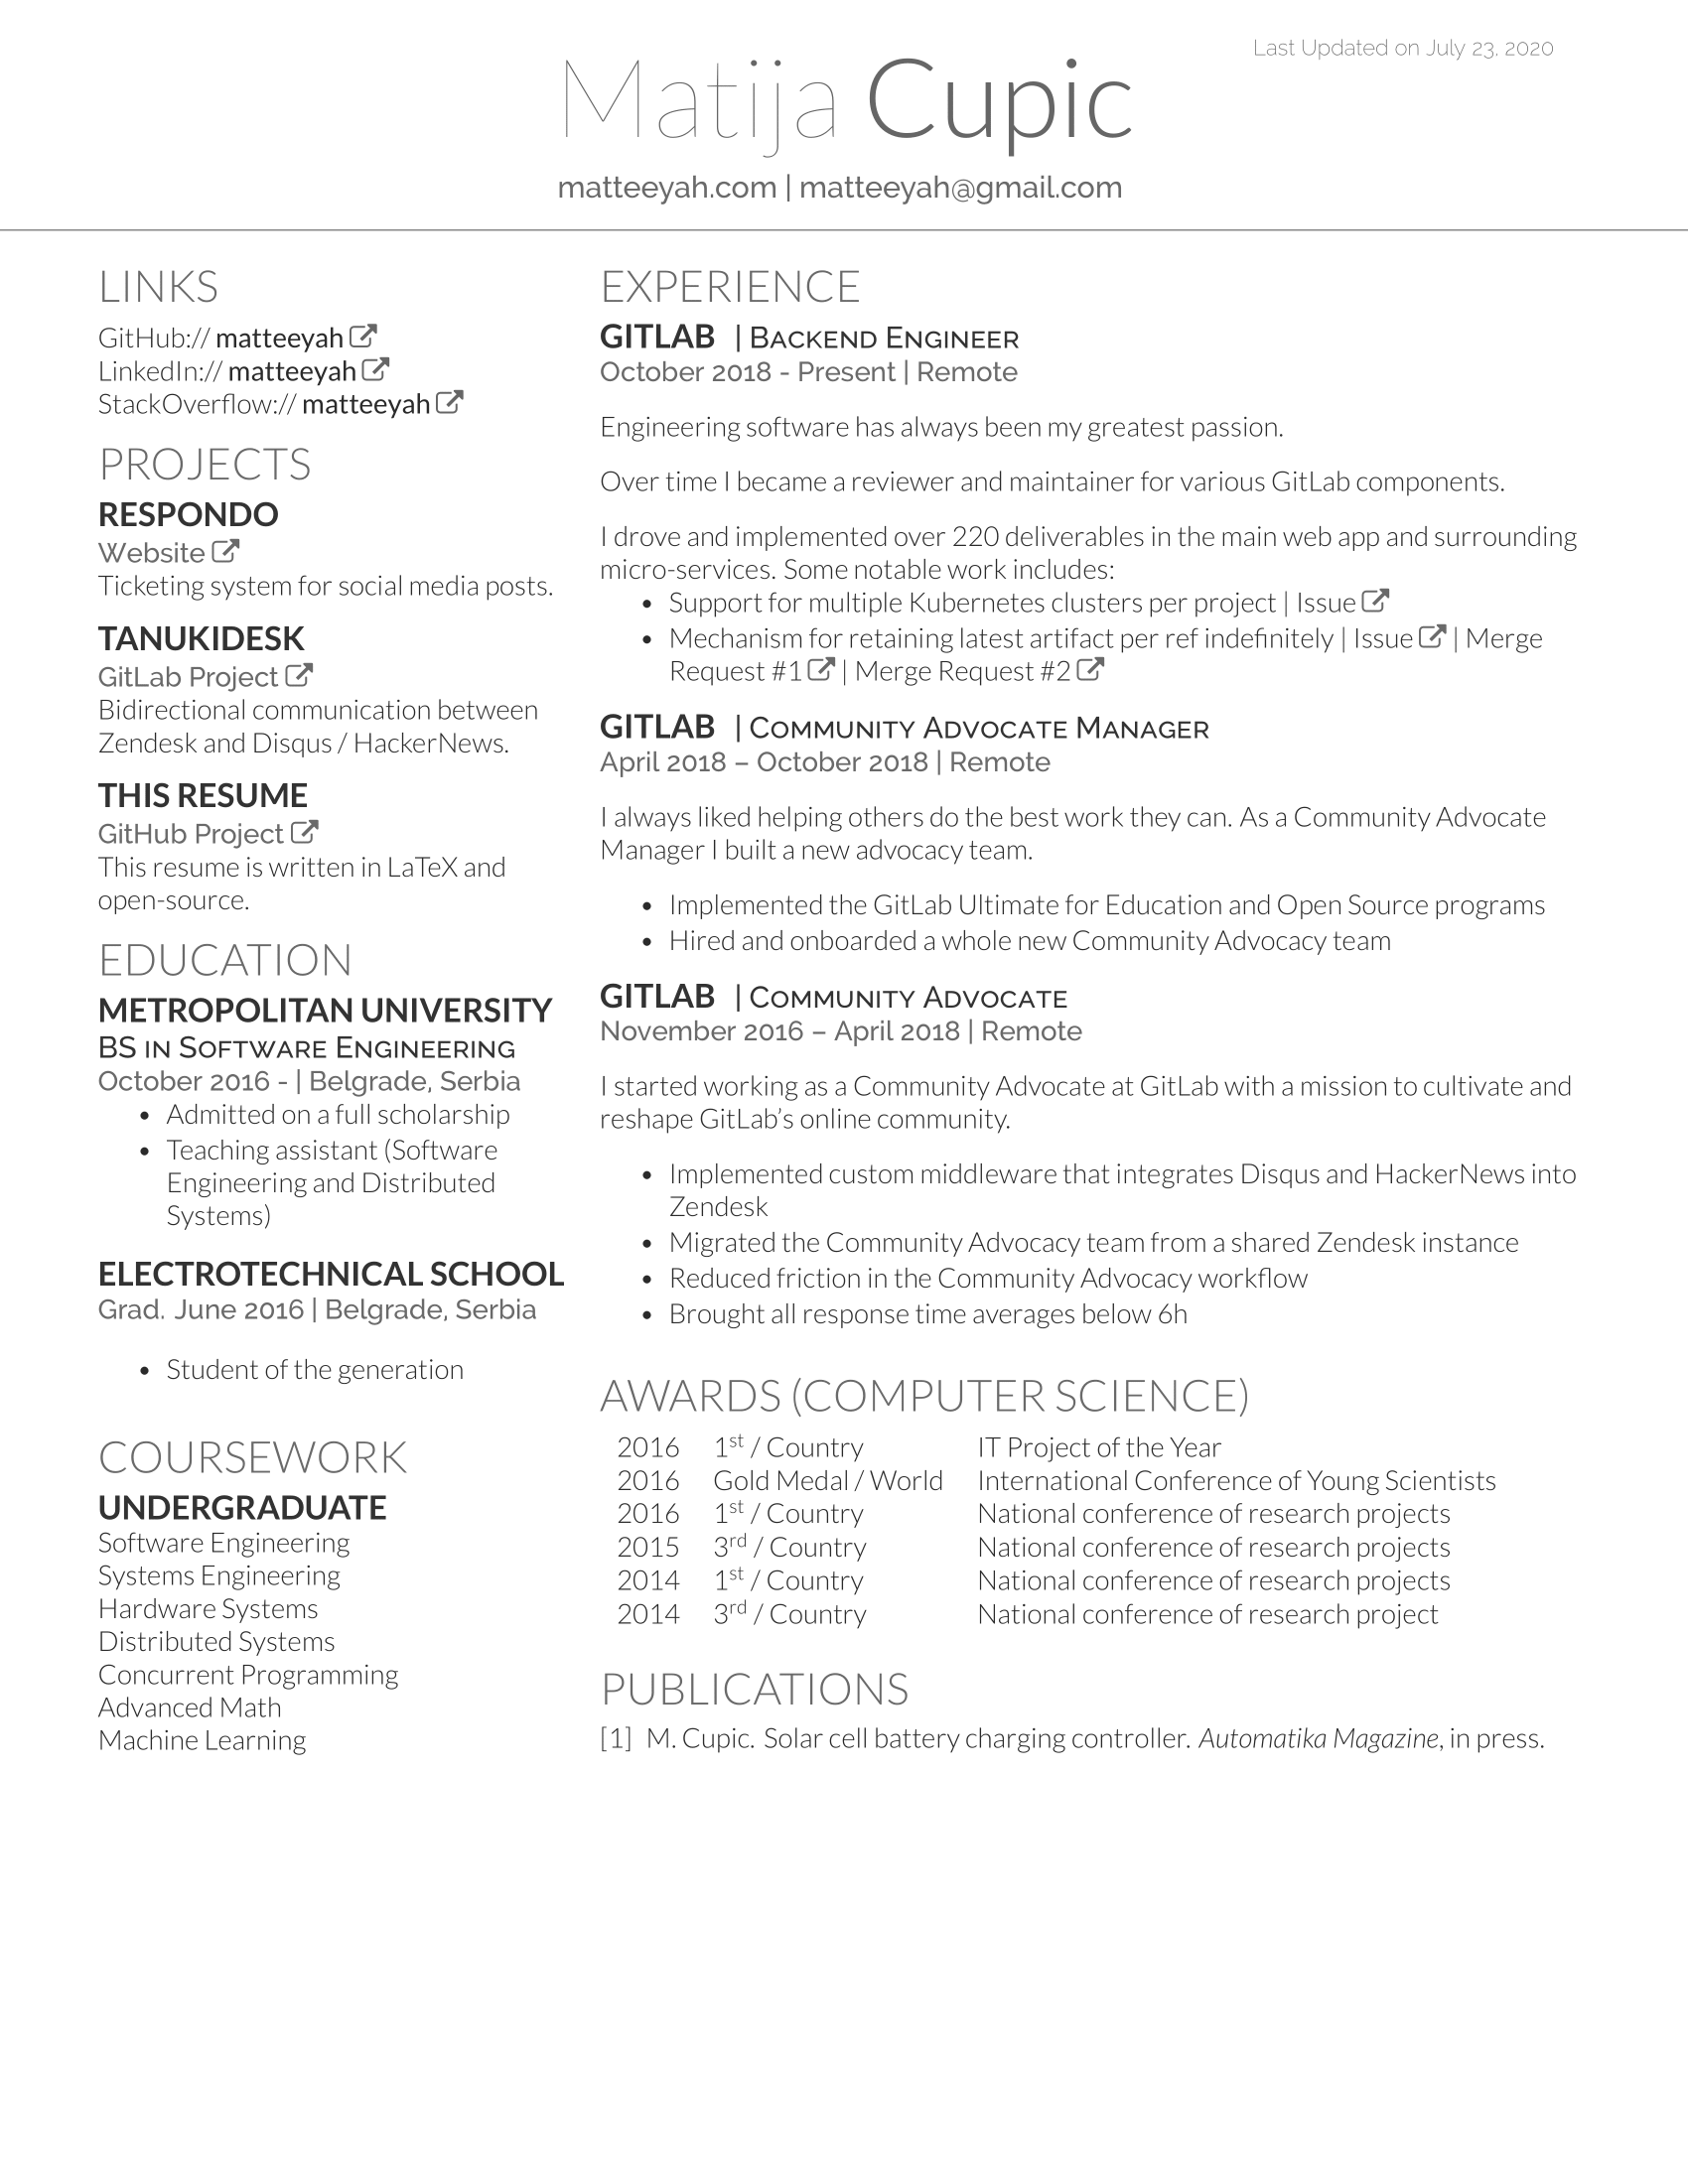 Last Updated on July 23, 2020
Matija Cupic
matteeyah.com | matteeyah@gmail.com
LINKS
GitHub:// matteeyah
LinkedIn:// matteeyah
StackOverflow:// matteeyah
PROJECTS
RESPONDO
Website
Ticketing system for social media posts.
TANUKIDESK
GitLab Project
Bidirectional communication between
Zendesk and Disqus / HackerNews.
THIS RESUME
GitHub Project
This resume is written in LaTeX and
open-source.
EDUCATION
METROPOLITAN UNIVERSITY
BS in Software Engineering
October 2016 - | Belgrade, Serbia
• Admitted on a full scholarship
• Teaching assistant (Software
Engineering and Distributed
Systems)
ELECTROTECHNICAL SCHOOL
Grad. June 2016 | Belgrade, Serbia
• Student of the generation
COURSEWORK
UNDERGRADUATE
Software Engineering
Systems Engineering
Hardware Systems
Distributed Systems
Concurrent Programming
Advanced Math
Machine Learning
EXPERIENCE
GITLAB | Backend Engineer
October 2018 - Present | Remote
Engineering software has always been my greatest passion.
Over time I became a reviewer and maintainer for various GitLab components.
I drove and implemented over 220 deliverables in the main web app and surrounding
micro-services. Some notable work includes:
• Support for multiple Kubernetes clusters per project | Issue
• Mechanism for retaining latest artifact per ref indefinitely | Issue | Merge
Request #1 | Merge Request #2
GITLAB | Community Advocate Manager
April 2018 – October 2018 | Remote
I always liked helping others do the best work they can. As a Community Advocate
Manager I built a new advocacy team.
• Implemented the GitLab Ultimate for Education and Open Source programs
• Hired and onboarded a whole new Community Advocacy team
GITLAB | Community Advocate
November 2016 – April 2018 | Remote
I started working as a Community Advocate at GitLab with a mission to cultivate and
reshape GitLab's online community.
• Implemented custom middleware that integrates Disqus and HackerNews into
Zendesk
• Migrated the Community Advocacy team from a shared Zendesk instance
• Reduced friction in the Community Advocacy workflow
• Brought all response time averages below 6h
AWARDS (COMPUTER SCIENCE)
2016 1st / Country IT Project of the Year
2016 Gold Medal / World International Conference of Young Scientists
2016 1st / Country National conference of research projects
2015 3rd / Country National conference of research projects
2014 1st / Country National conference of research projects
2014 3rd / Country National conference of research project
PUBLICATIONS
[1] M. Cupic. Solar cell battery charging controller. Automatika Magazine, in press.